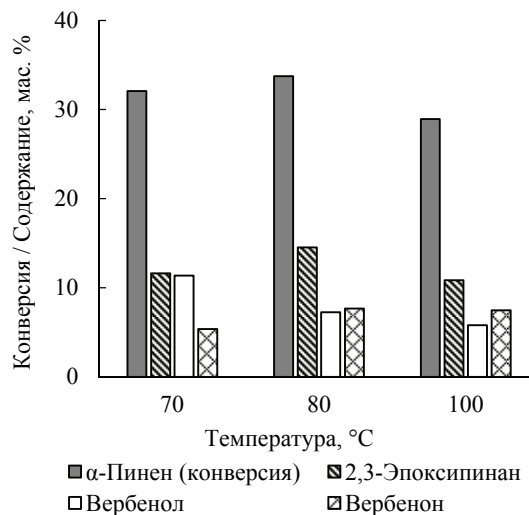 Конверсия / Содержание, мас. %
40
30
20
10
0
70 80 100
Температура, °C
α-Пинен (конверсия) 2,3-Эпоксипинан
Вербенол Вербенон